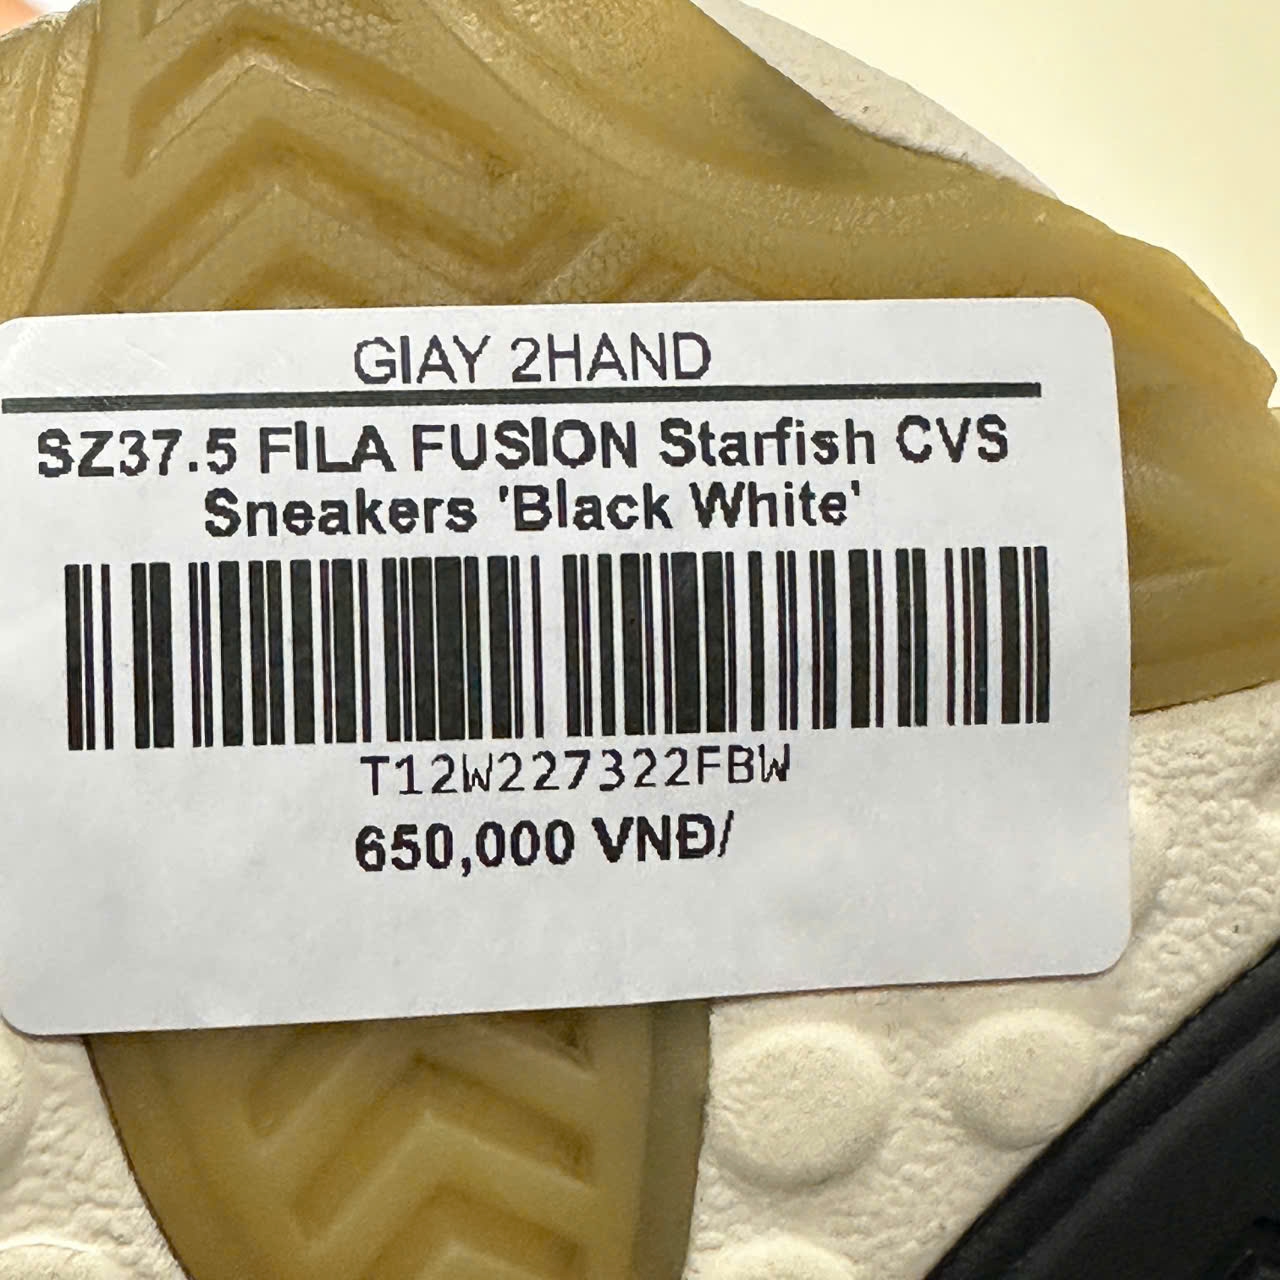 GIAY 2HAND
SZ37.5 FILA FUSION Starfish CVS
Sneakers 'Black White'
T12W227322FBW
650,000 VNĐ/